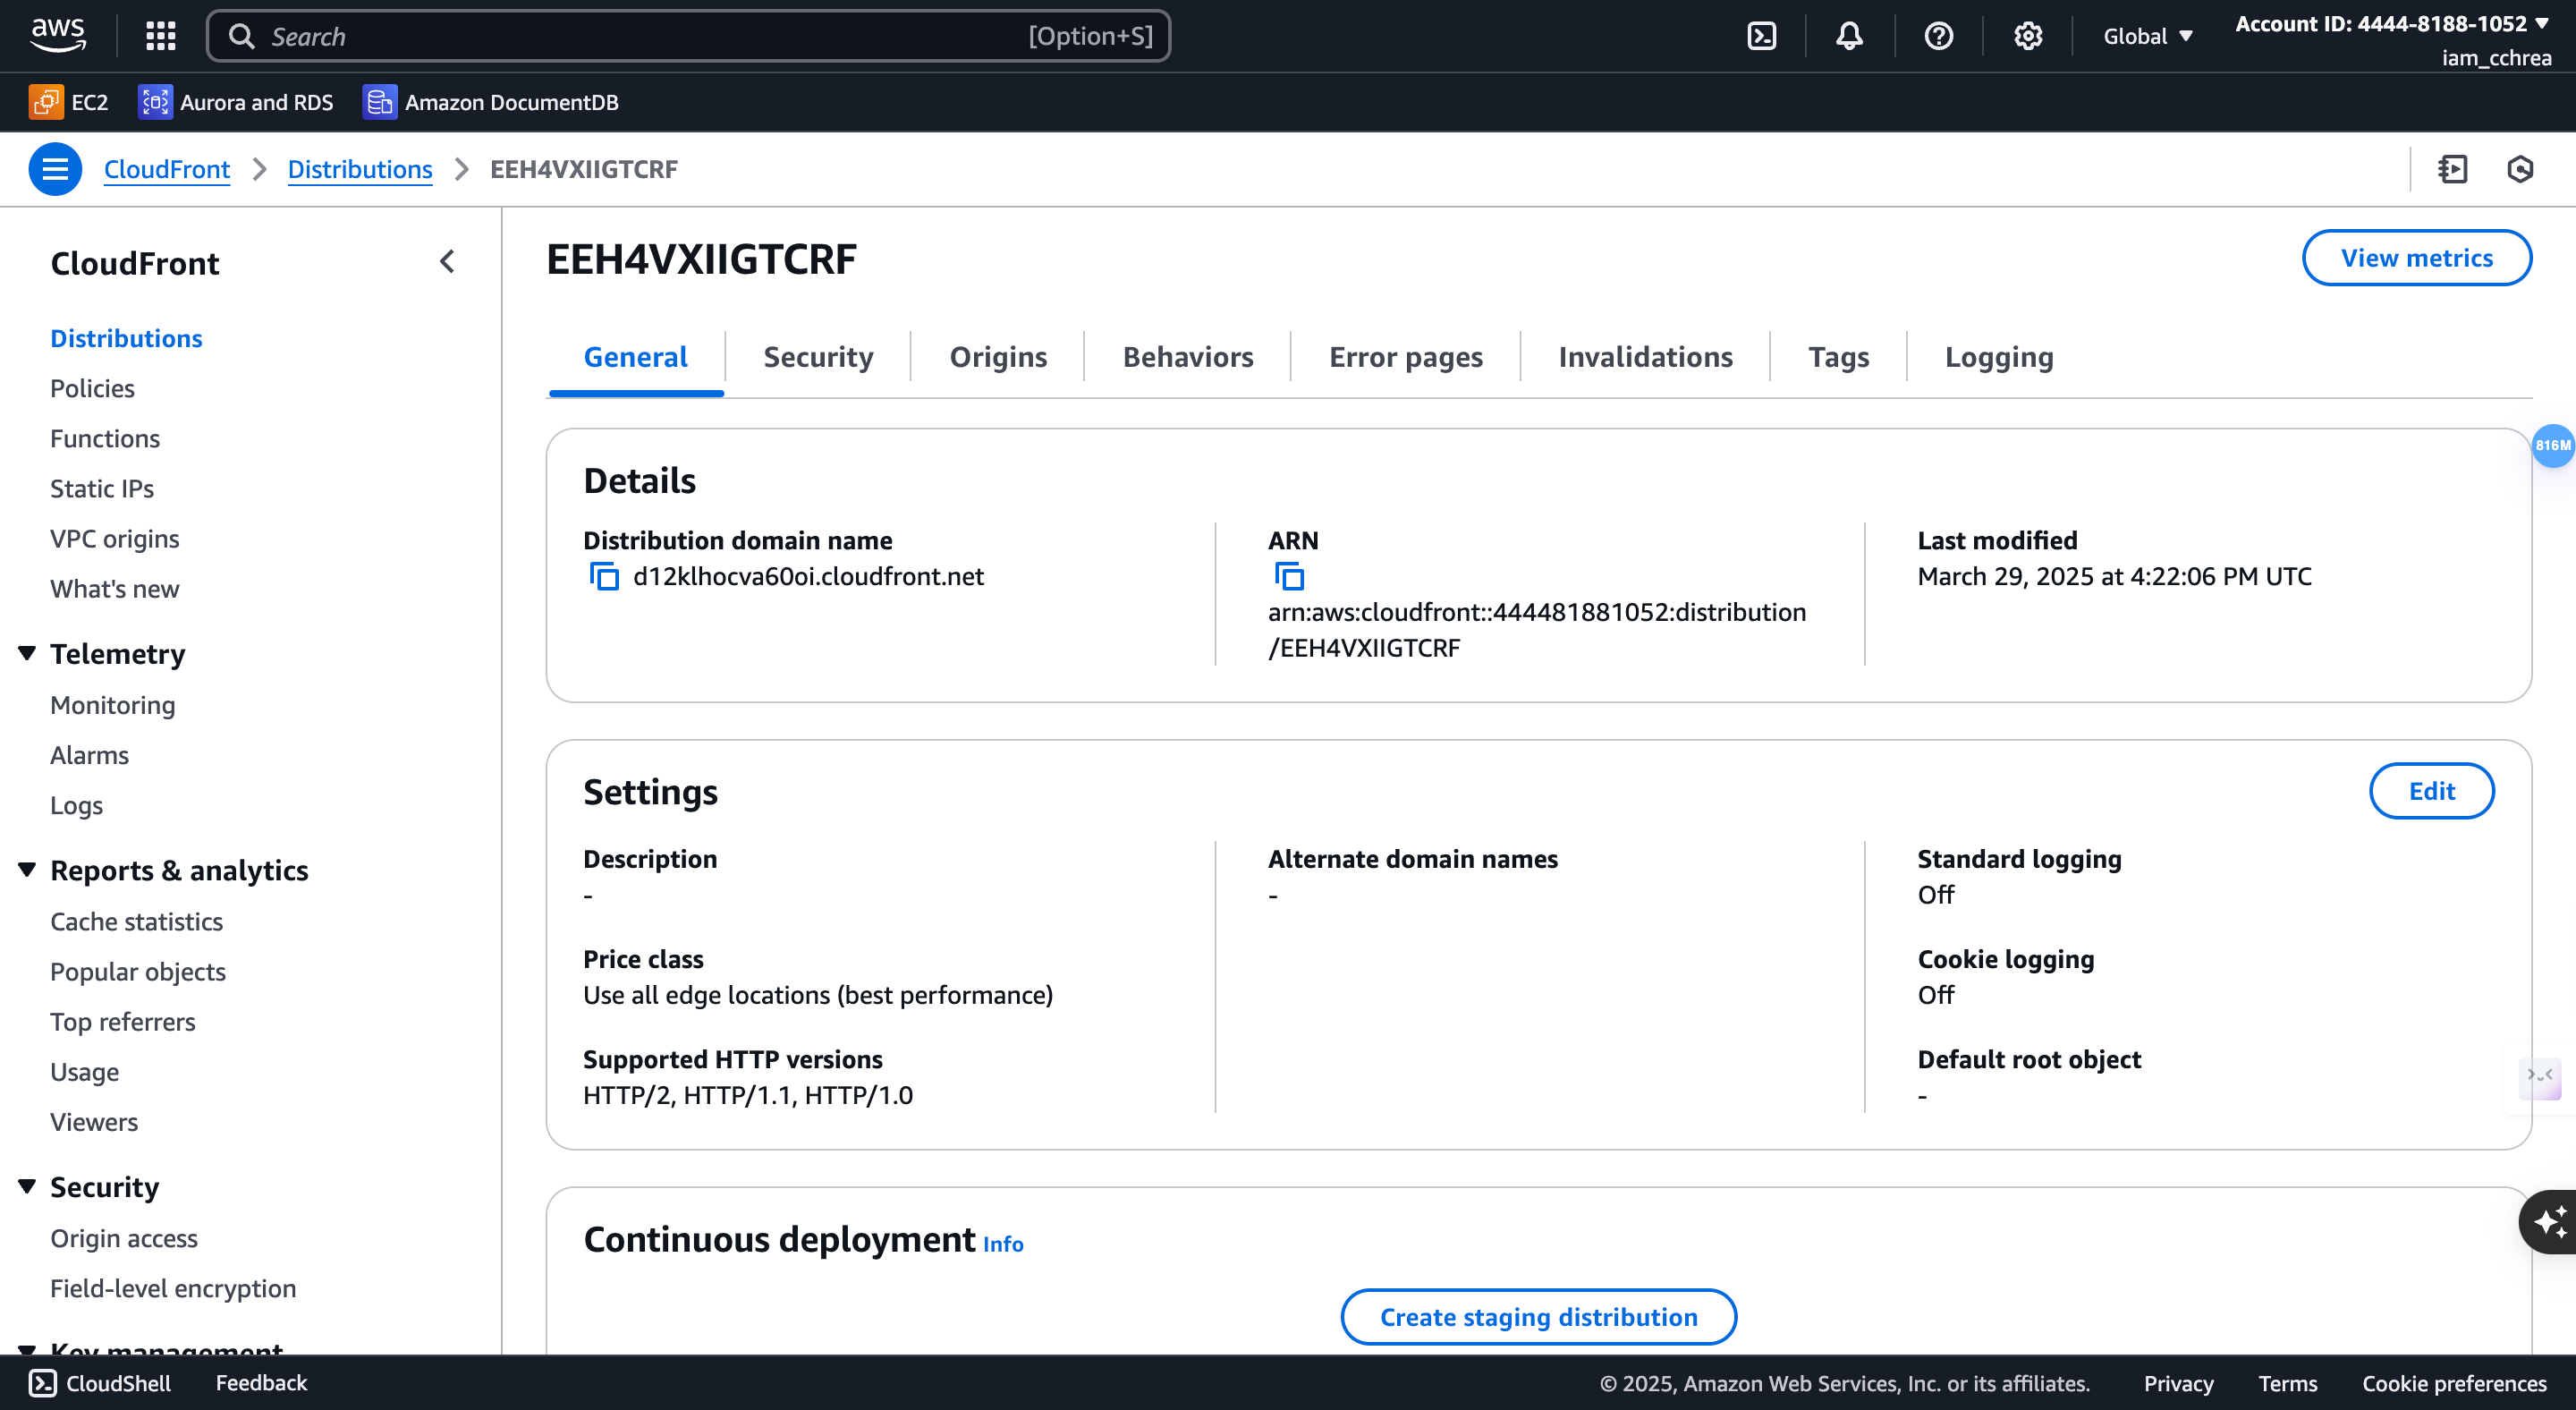 aws
Search [Option+S]
Global
Account ID: 4444-8188-1052
iam_cchrea
EC2
Aurora and RDS
Amazon DocumentDB
CloudFront
Distributions
EEH4VXIIGTCRF
CloudFront
Distributions
Policies
Functions
Static IPs
VPC origins
What's new
Telemetry
Monitoring
Alarms
Logs
Reports & analytics
Cache statistics
Popular objects
Top referrers
Usage
Viewers
Security
Origin access
Field-level encryption
Key management
EEH4VXIIGTCRF
View metrics
General
Security
Origins
Behaviors
Error pages
Invalidations
Tags
Logging
816M
Details
Distribution domain name
d12klhocva60oi.cloudfront.net
ARN
arn:aws:cloudfront::444481881052:distribution
/EEH4VXIIGTCRF
Last modified
March 29, 2025 at 4:22:06 PM UTC
Settings
Edit
Description
-
Price class
Use all edge locations (best performance)
Supported HTTP versions
HTTP/2, HTTP/1.1, HTTP/1.0
Alternate domain names
-
Standard logging
Off
Cookie logging
Off
Default root object
-
Continuous deployment Info
Create staging distribution
CloudShell
Feedback
© 2025, Amazon Web Services, Inc. or its affiliates.
Privacy
Terms
Cookie preferences